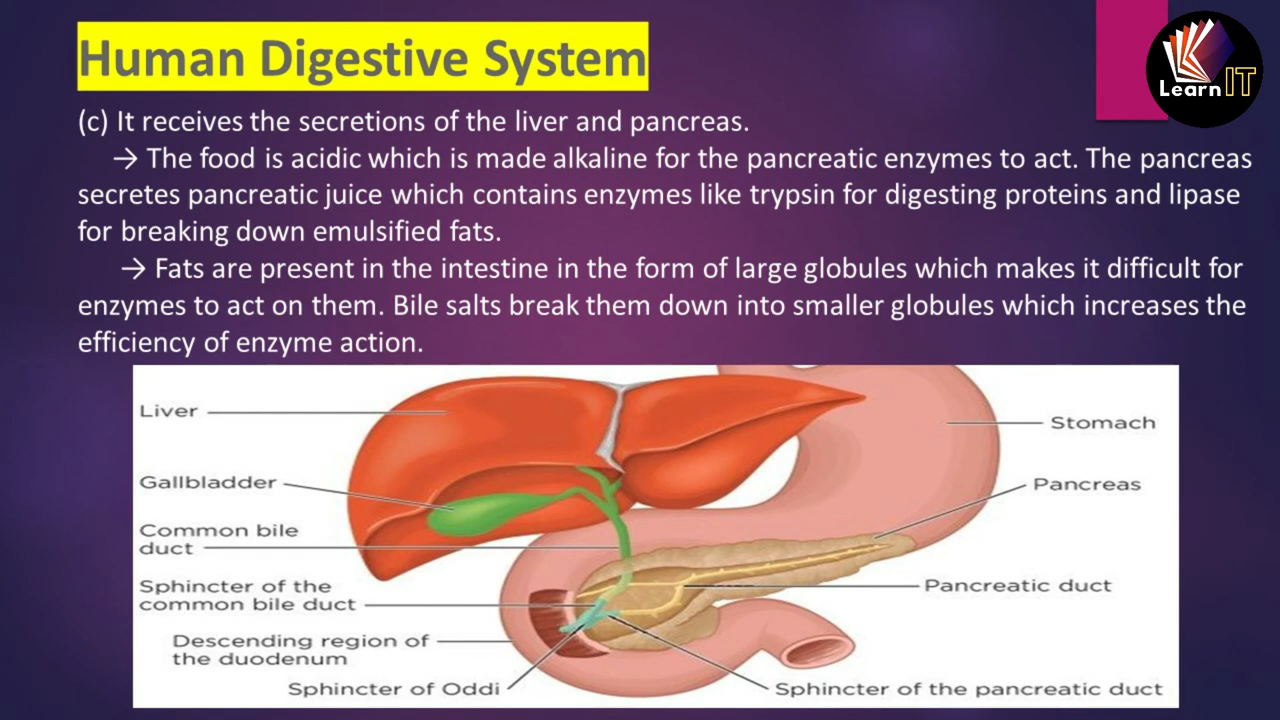 Human Digestive System
Learn IT
(c) It receives the secretions of the liver and pancreas.
→ The food is acidic which is made alkaline for the pancreatic enzymes to act. The pancreas
secretes pancreatic juice which contains enzymes like trypsin for digesting proteins and lipase
for breaking down emulsified fats.
→ Fats are present in the intestine in the form of large globules which makes it difficult for
enzymes to act on them. Bile salts break them down into smaller globules which increases the
efficiency of enzyme action.
Liver
Stomach
Gallbladder
Pancreas
Common bile
duct
Sphincter of the
common bile duct
Pancreatic duct
Descending region of
the duodenum
Sphincter of Oddi
Sphincter of the pancreatic duct